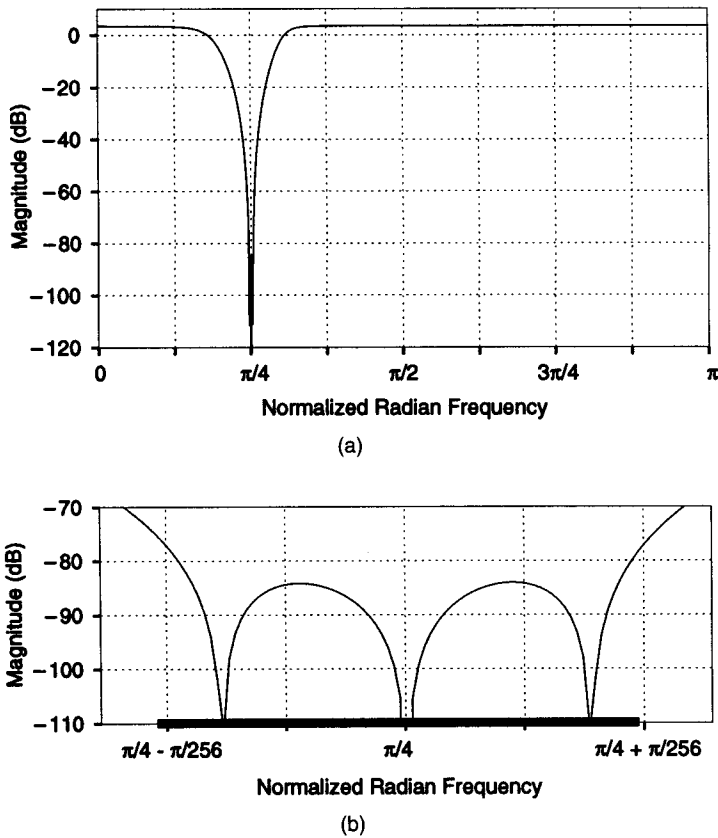 Magnitude (dB)
0
−20
−40
−60
−80
−100
−120
0 π/4 π/2 3π/4 π
Normalized Radian Frequency
(a)
Magnitude (dB)
−70
−80
−90
−100
−110
π/4 - π/256 π/4 π/4 + π/256
Normalized Radian Frequency
(b)